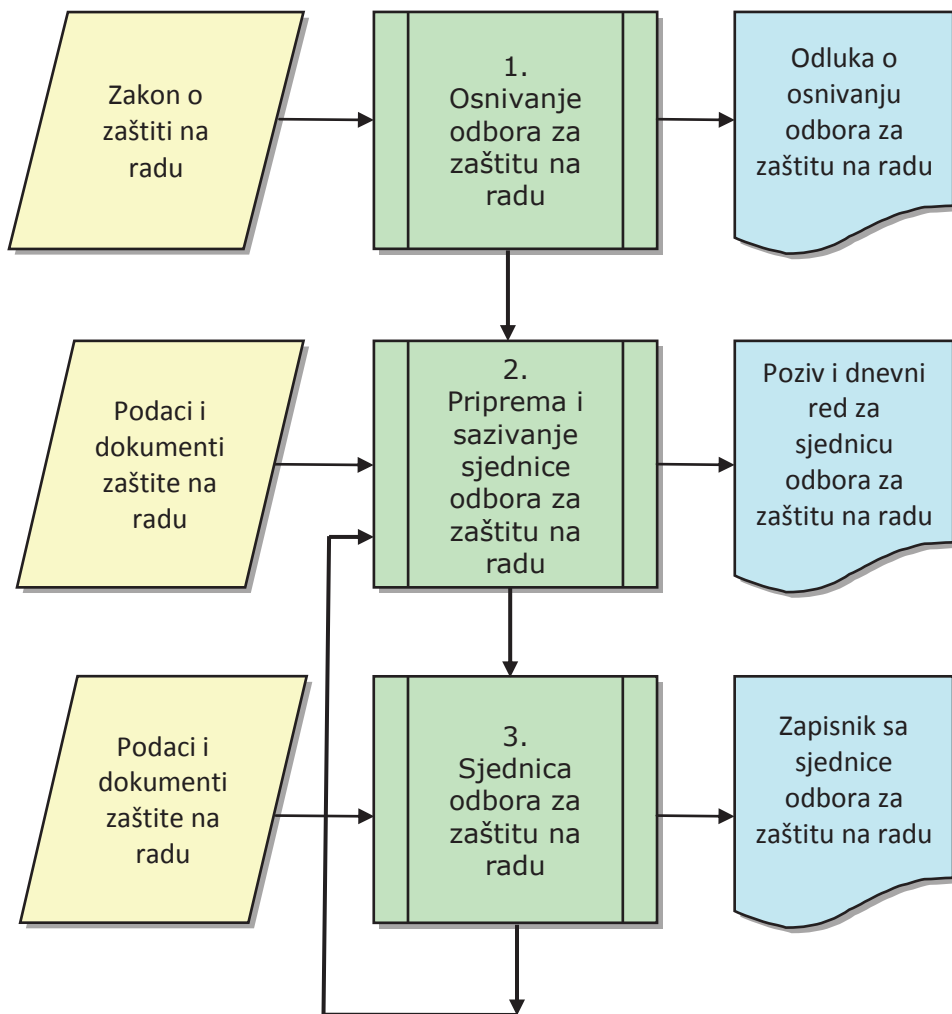 Zakon o
zaštiti na
radu
1.
Osnivanje
odbora za
zaštitu na
radu
Odluka o
osnivanju
odbora za
zaštitu na radu
Podaci i
dokumenti
zaštite na
radu
2.
Priprema i
sazivanje
sjednice
odbora za
zaštitu na
radu
Poziv i dnevni
red za
sjednicu
odbora za
zaštitu na radu
Podaci i
dokumenti
zaštite na
radu
3.
Sjednica
odbora za
zaštitu na
radu
Zapisnik sa
sjednice
odbora za
zaštitu na radu